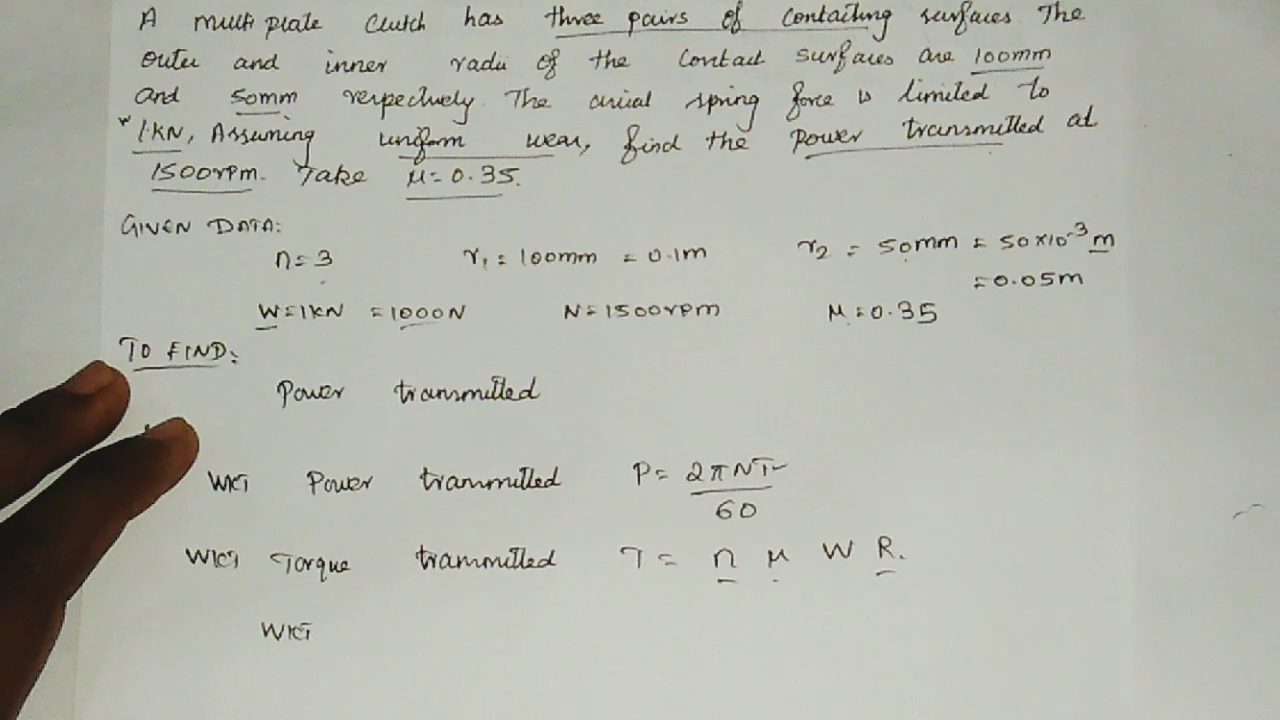 A multi plate clutch has three pairs of contacting surfaces The
outer and inner radii of the contact surfaces are 100mm
and 50mm respectively. The axial spring force is limited to
1kN, Assuming uniform wear, find the power transmitted at
1500rpm. Take μ=0.35.
GIVEN DATA:
n=3 r₁=100mm =0.1m r₂ = 50mm = 50×10⁻³m
=0.05m
W=1kN =1000N N=1500rpm μ=0.35
TO FIND:
Power transmitted
WKT Power transmitted P= 2πNT
60
WKT Torque transmitted T= n μ W R.
WKT